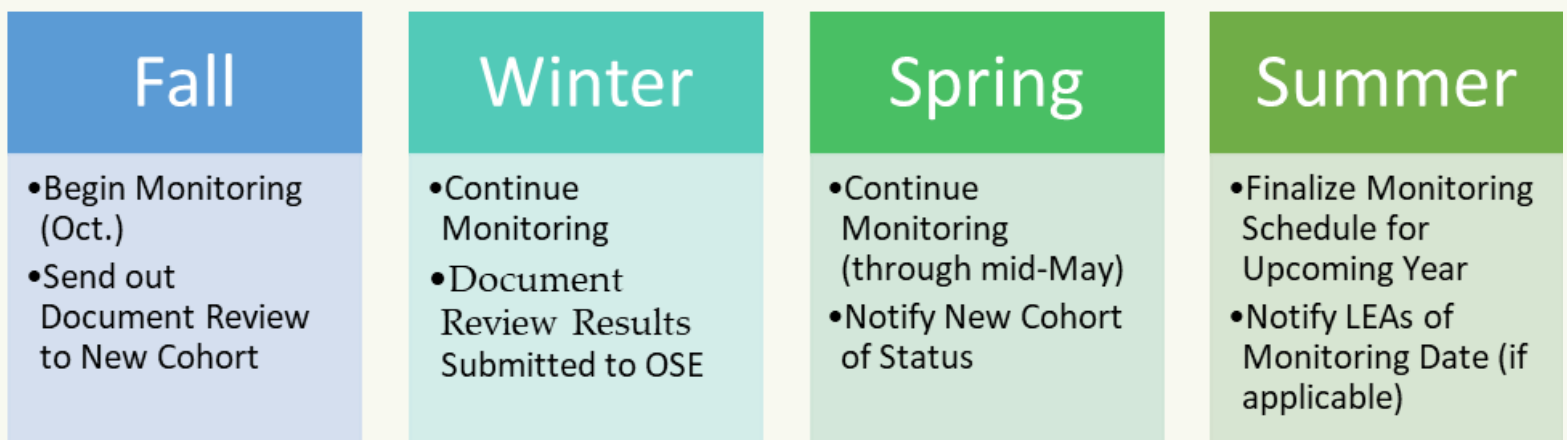 Fall
•Begin Monitoring
(Oct.)
•Send out
Document Review
to New Cohort
Winter
•Continue
Monitoring
•Document
Review Results
Submitted to OSE
Spring
•Continue
Monitoring
(through mid-May)
•Notify New Cohort
of Status
Summer
•Finalize Monitoring
Schedule for
Upcoming Year
•Notify LEAs of
Monitoring Date (if
applicable)